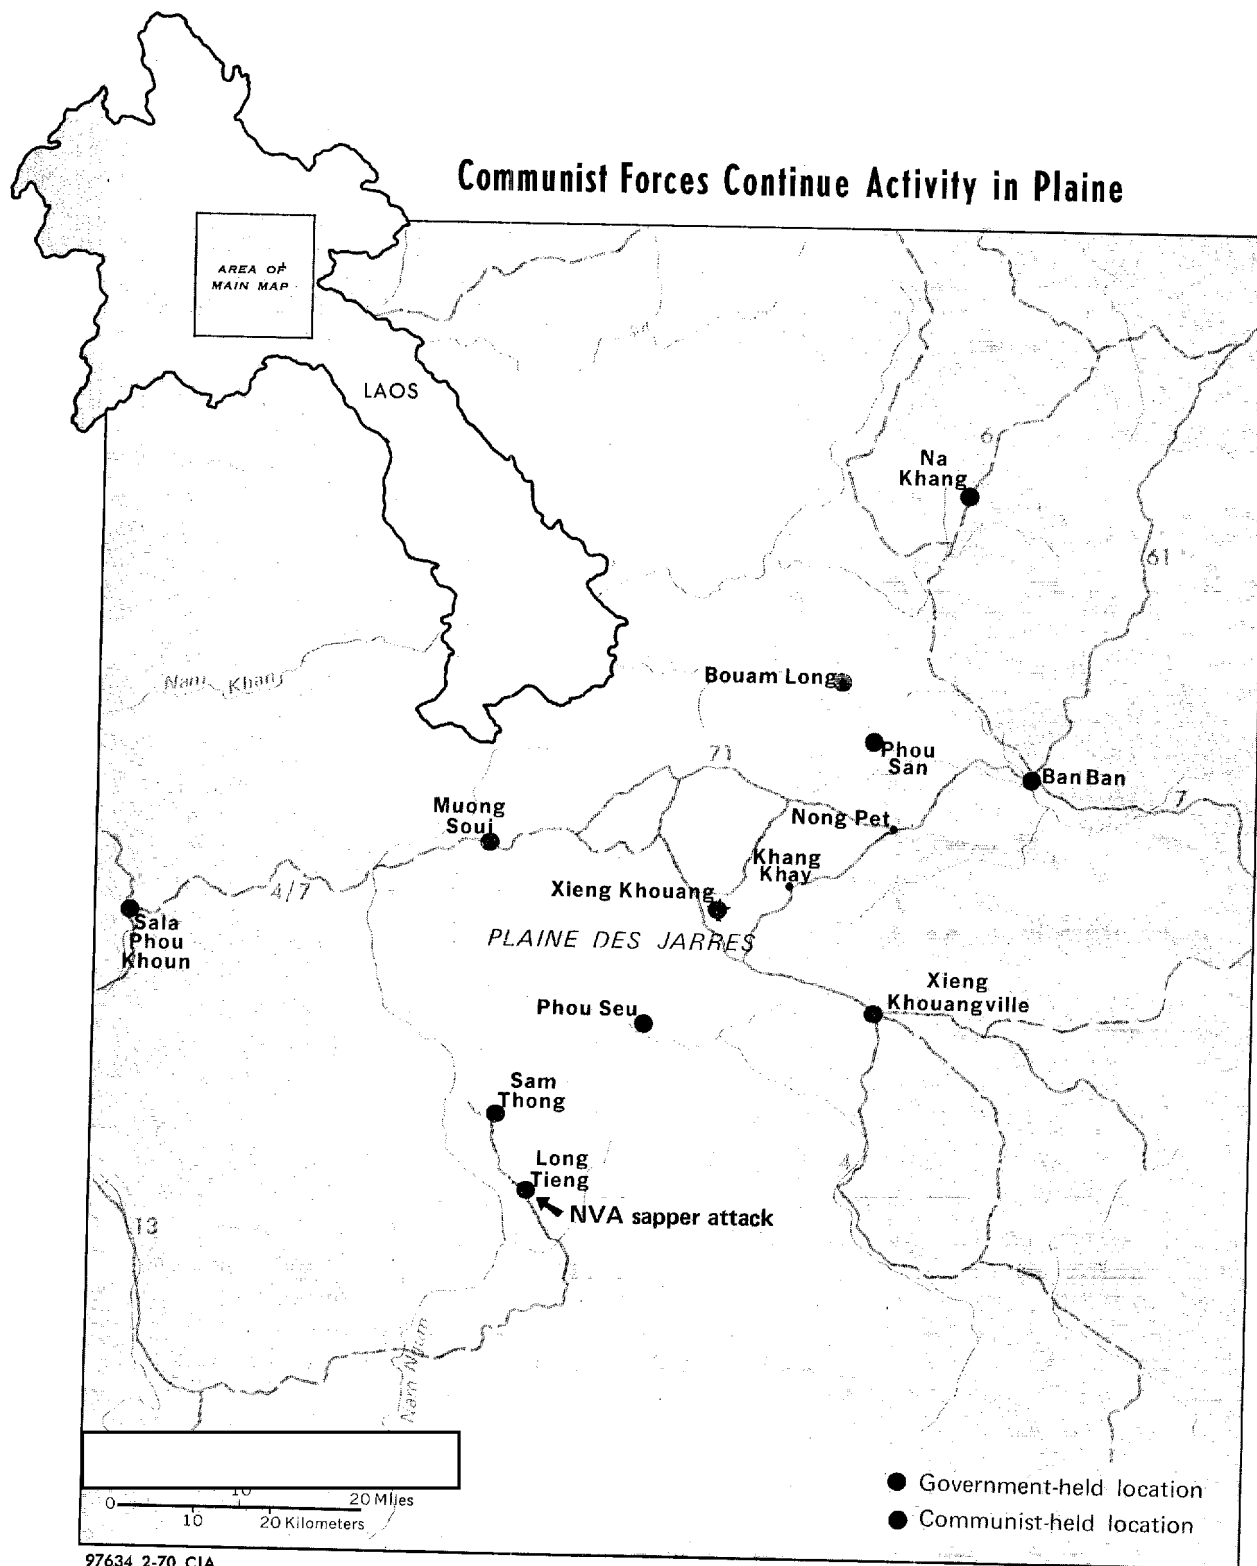 Communist Forces Continue Activity in Plaine
AREA OF
MAIN MAP
LAOS
6
Na
Khang
61
Nam Khan
Bouam Long
Phou
San
71
Ban Ban
7
Muong
Soui
Nong Pet
Khang
Khay
4/7
Xieng Khouang
Sala
Phou
Khoun
PLAINE DES JARRES
Xieng
Khouangville
Phou Seu
Sam
Thong
Long
Tieng
NVA sapper attack
4
13
Nam Ngum
0 10 20 Miles
10 20 Kilometers
Government-held location
Communist-held location
97634 2-70 CIA